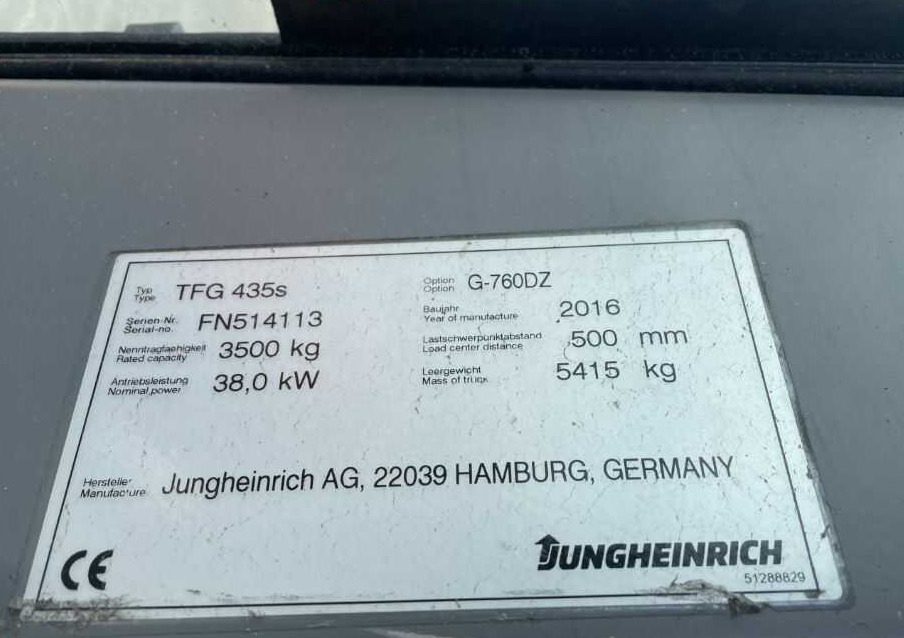 Typ
Type TFG 435s
Option
Option G-760DZ
Serien-Nr.
Serial-no. FN514113
Baujahr
Year of manufacture 2016
Nenntragfaehigkeit
Rated capacity 3500 kg
Lastschwerpunktabstand
Load center distance 500 mm
Antriebsleistung
Nominal power 38,0 kW
Leergewicht
Mass of truck 5415 kg
Hersteller
Manufacture Jungheinrich AG, 22039 HAMBURG, GERMANY
CE
JUNGHEINRICH
51288829